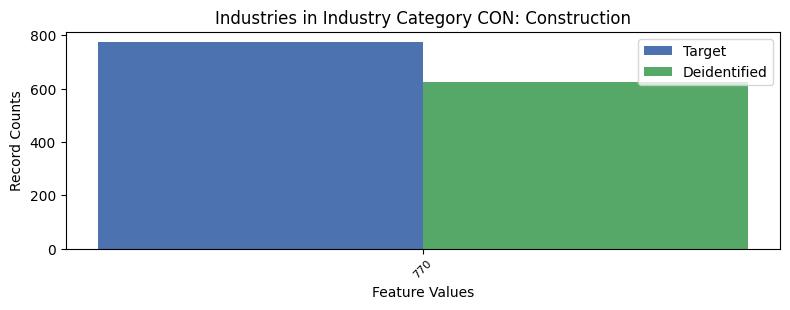 Industries in Industry Category CON: Construction
Target
Deidentified
Record Counts
800
600
400
200
0
770
Feature Values